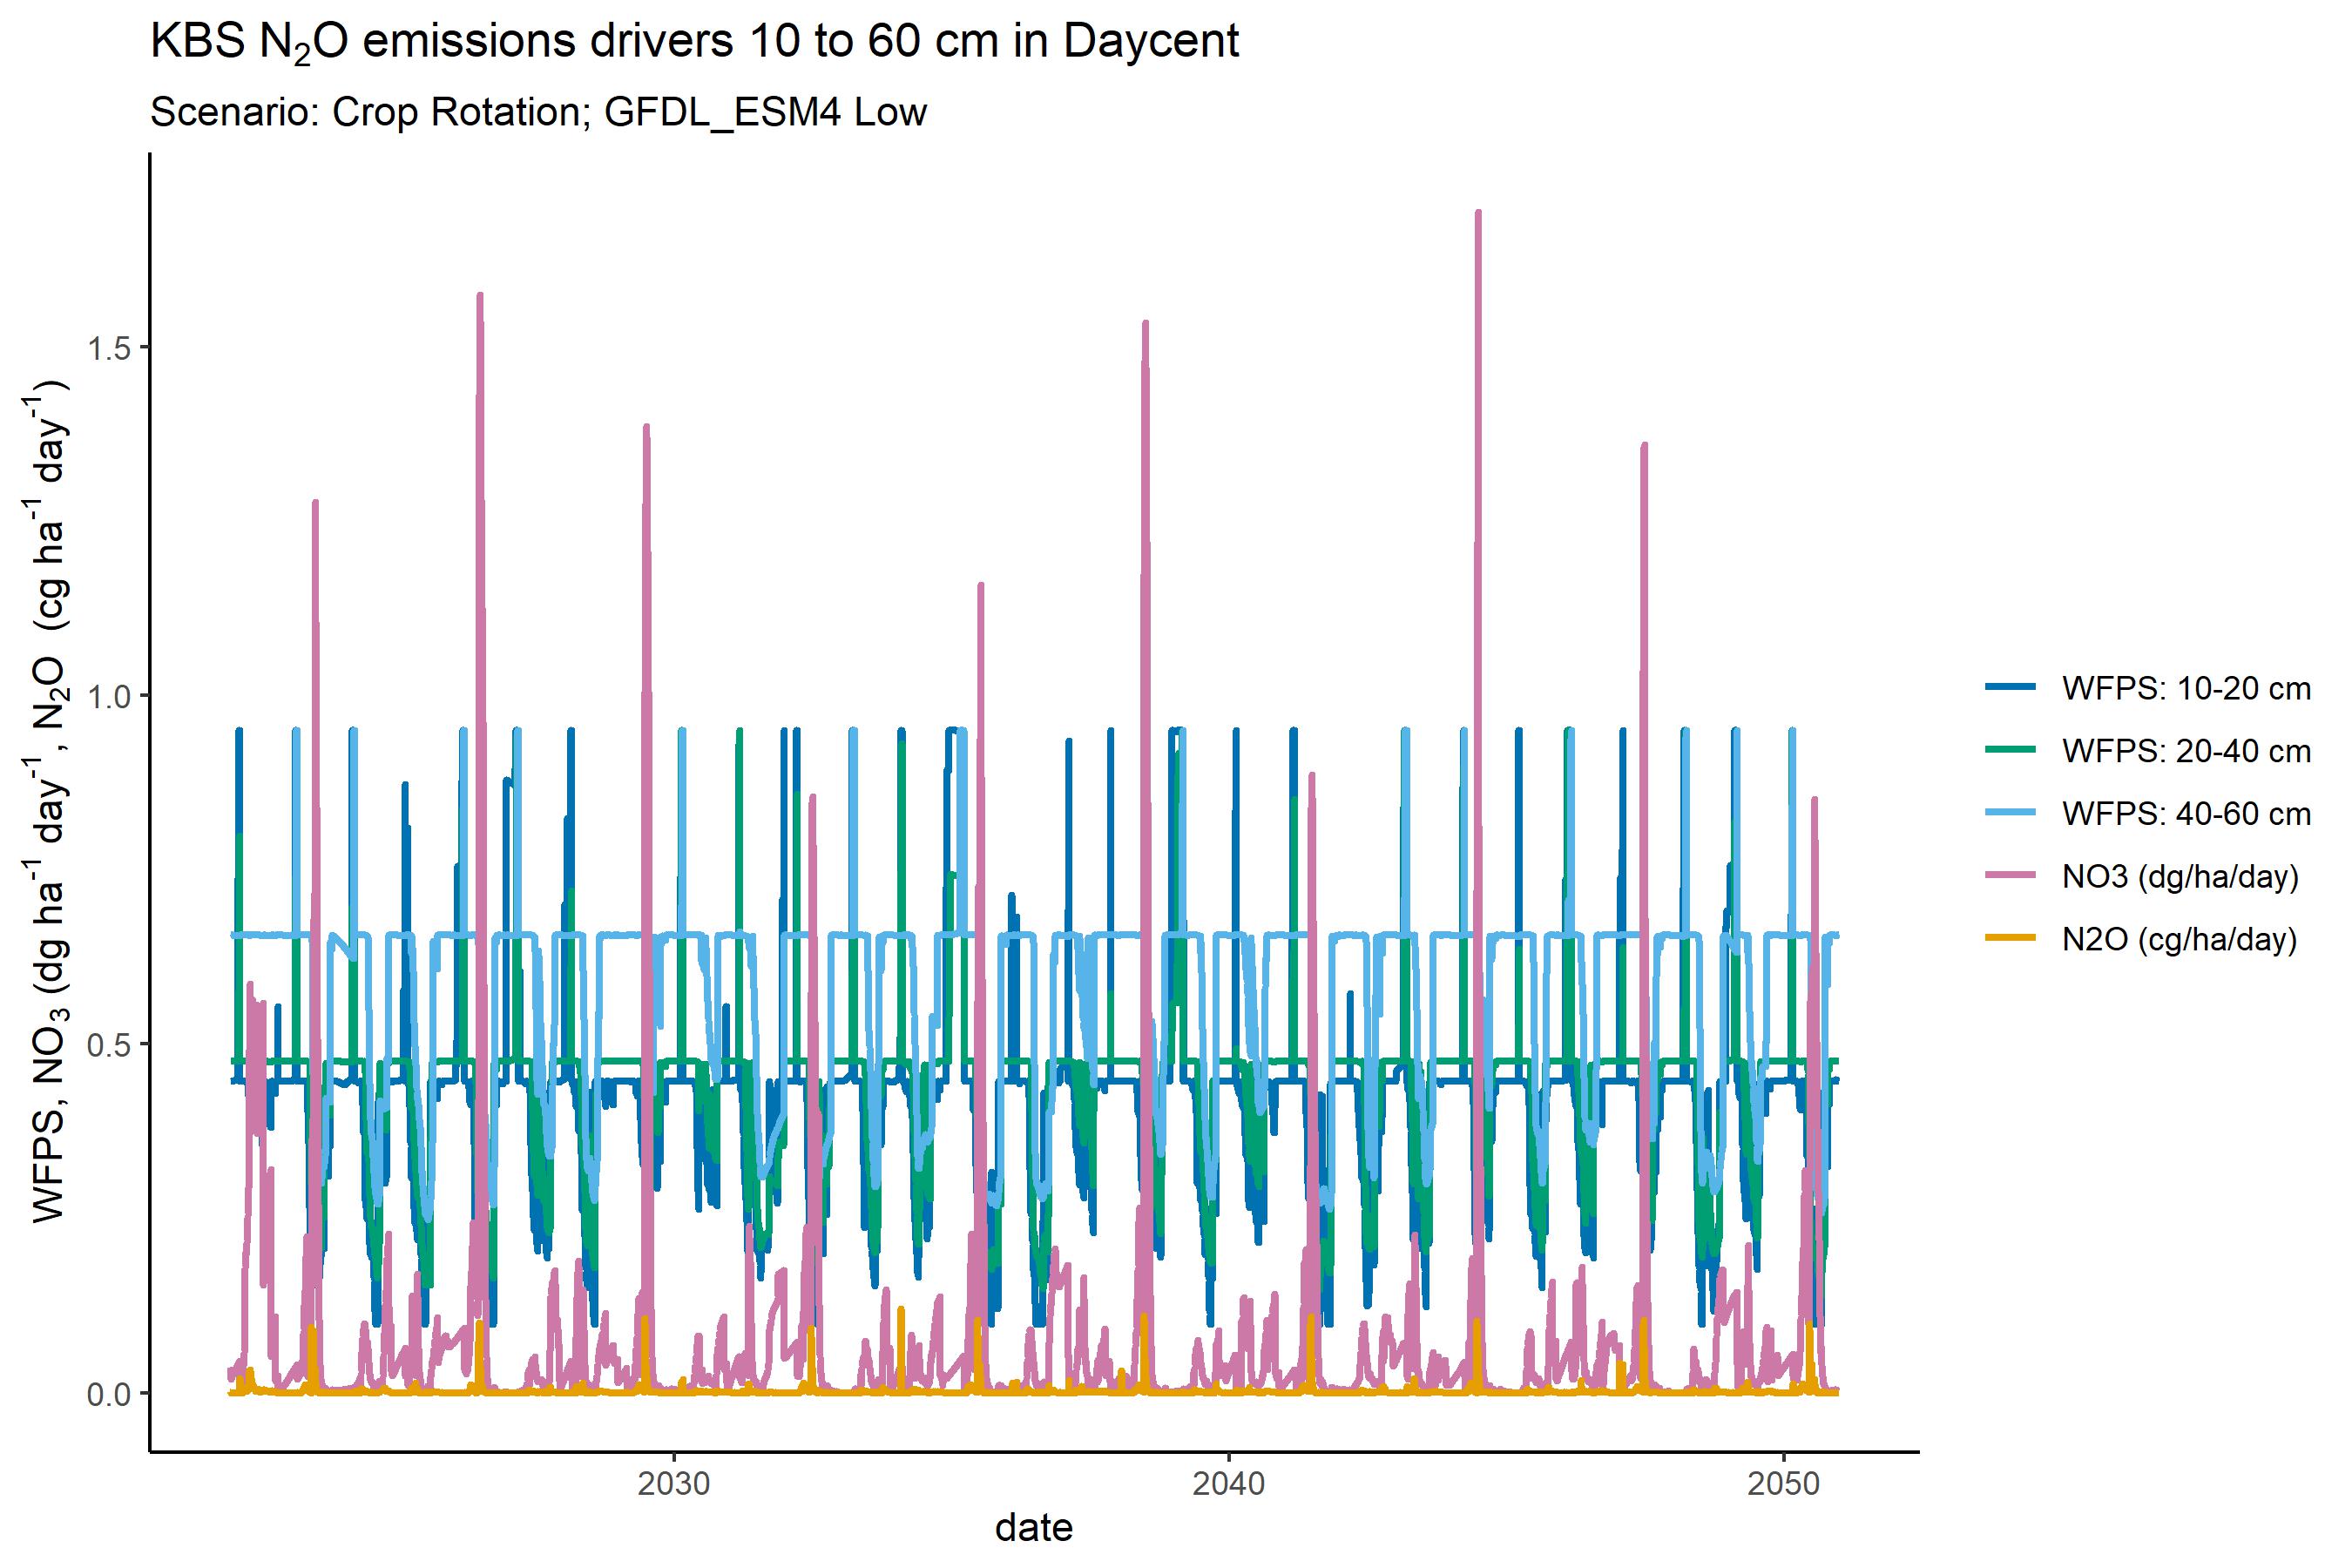 KBS N₂O emissions drivers 10 to 60 cm in Daycent
Scenario: Crop Rotation; GFDL_ESM4 Low
WFPS, NO₃ (dg ha⁻¹ day⁻¹, N₂O (cg ha⁻¹ day⁻¹)
1.5
1.0
0.5
0.0
2030
2040
2050
date
WFPS: 10-20 cm
WFPS: 20-40 cm
WFPS: 40-60 cm
NO3 (dg/ha/day)
N2O (cg/ha/day)